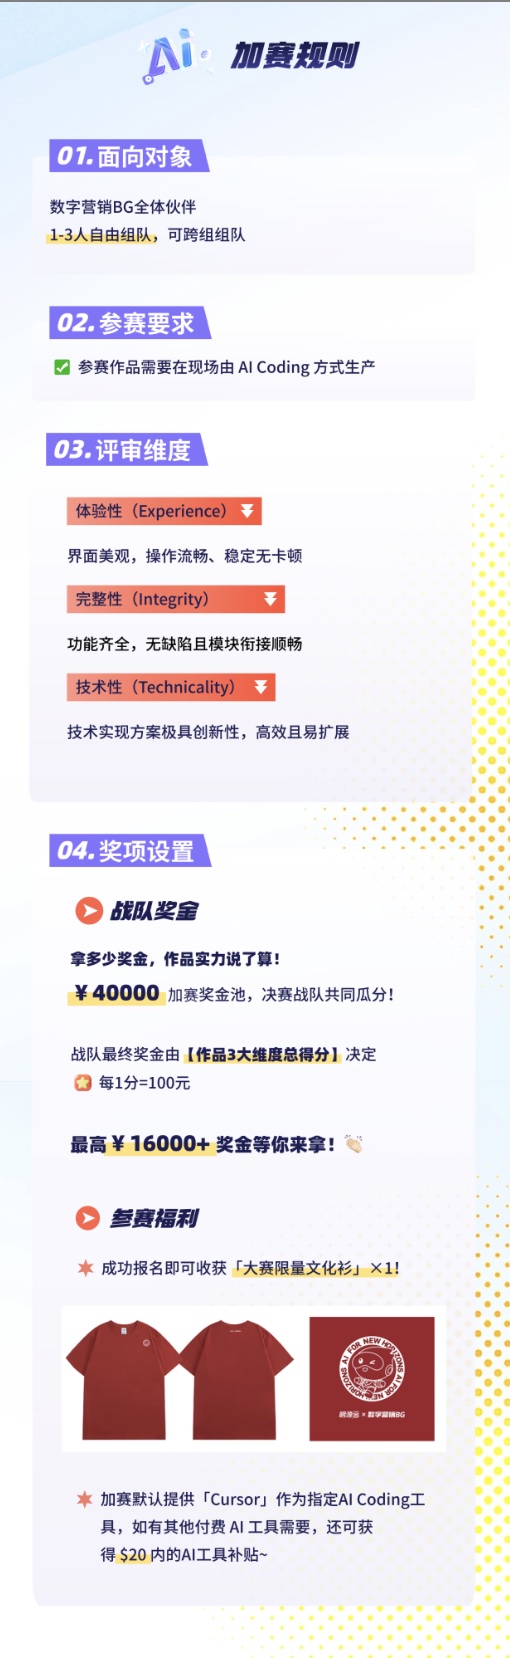 Ai 加赛规则
01. 面向对象
数字营销BG全体伙伴
1-3人自由组队，可跨组组队
02. 参赛要求
参赛作品需要在现场由 AI Coding 方式生产
03. 评审维度
体验性（Experience）
界面美观，操作流畅、稳定无卡顿
完整性（Integrity）
功能齐全，无缺陷且模块衔接顺畅
技术性（Technicality）
技术实现方案极具创新性，高效且易扩展
04. 奖项设置
战队奖金
拿多少奖金，作品实力说了算！
￥40000 加赛奖金池，决赛战队共同瓜分！
战队最终奖金由【作品3大维度总得分】决定
每1分=100元
最高￥16000+ 奖金等你来拿！
参赛福利
成功报名即可收获「大赛限量文化衫」×1！
AI FOR NEW HORIZONS AI FOR NEW HORIZONS
× 数字营销BG
加赛默认提供「Cursor」作为指定AI Coding工
具，如有其他付费 AI 工具需要，还可获
得 $20 内的AI工具补贴~